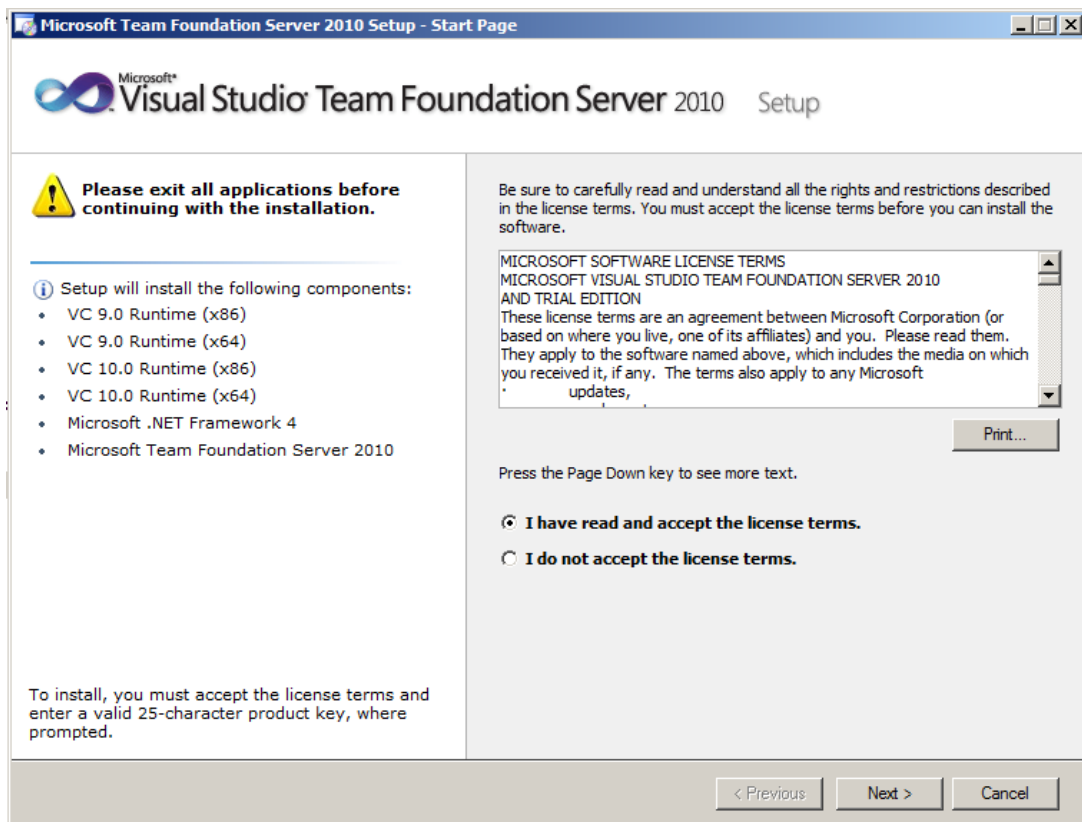 Microsoft Team Foundation Server 2010 Setup - Start Page
Microsoft®
Visual Studio® Team Foundation Server 2010 Setup
Please exit all applications before
continuing with the installation.
Setup will install the following components:
• VC 9.0 Runtime (x86)
• VC 9.0 Runtime (x64)
• VC 10.0 Runtime (x86)
• VC 10.0 Runtime (x64)
• Microsoft .NET Framework 4
• Microsoft Team Foundation Server 2010
To install, you must accept the license terms and
enter a valid 25-character product key, where
prompted.
Be sure to carefully read and understand all the rights and restrictions described
in the license terms. You must accept the license terms before you can install the
software.
MICROSOFT SOFTWARE LICENSE TERMS
MICROSOFT VISUAL STUDIO TEAM FOUNDATION SERVER 2010
AND TRIAL EDITION
These license terms are an agreement between Microsoft Corporation (or
based on where you live, one of its affiliates) and you.  Please read them.
They apply to the software named above, which includes the media on which
you received it, if any.  The terms also apply to any Microsoft
· updates,
Print...
Press the Page Down key to see more text.
I have read and accept the license terms.
I do not accept the license terms.
< Previous
Next >
Cancel